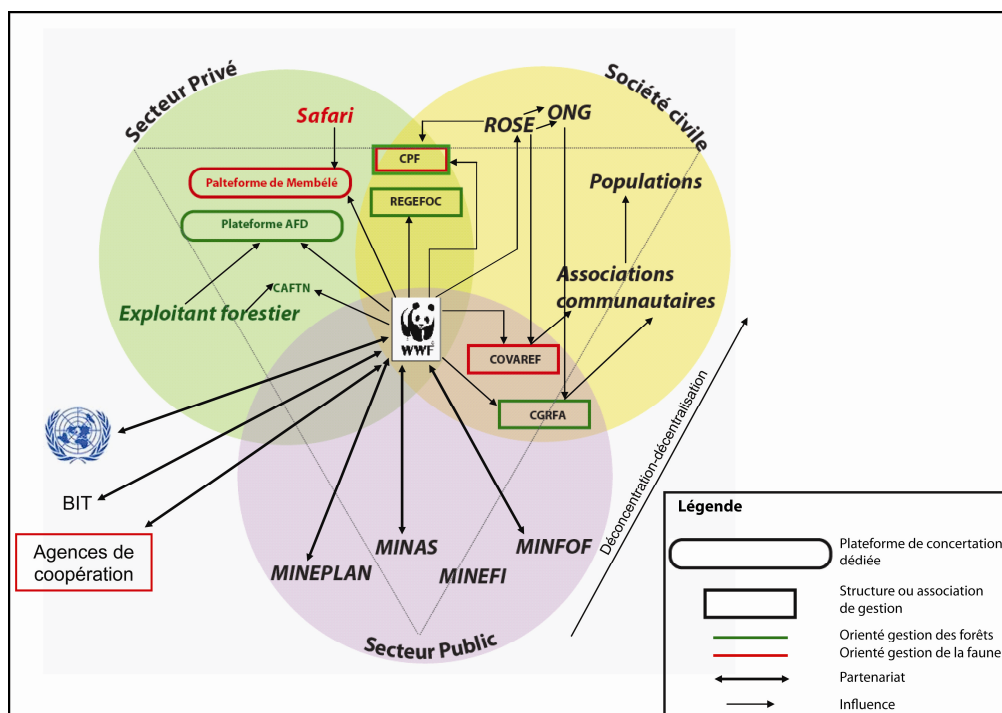 Secteur Privé
Société civile
Safari
ROSE
ONG
CPF
Palteforme de Membélé
REGEFOC
Populations
Plateforme AFD
CAFTN
Exploitant forestier
Associations
communautaires
WWF
COVAREF
CGRFA
Déconcentration-décentralisation
BIT
Agences de
coopération
MINEPLAN
MINAS
MINEFI
MINFOF
Secteur Public
Légende
Plateforme de concertation
dédiée
Structure ou association
de gestion
Orienté gestion des forêts
Orienté gestion de la faune
Partenariat
Influence